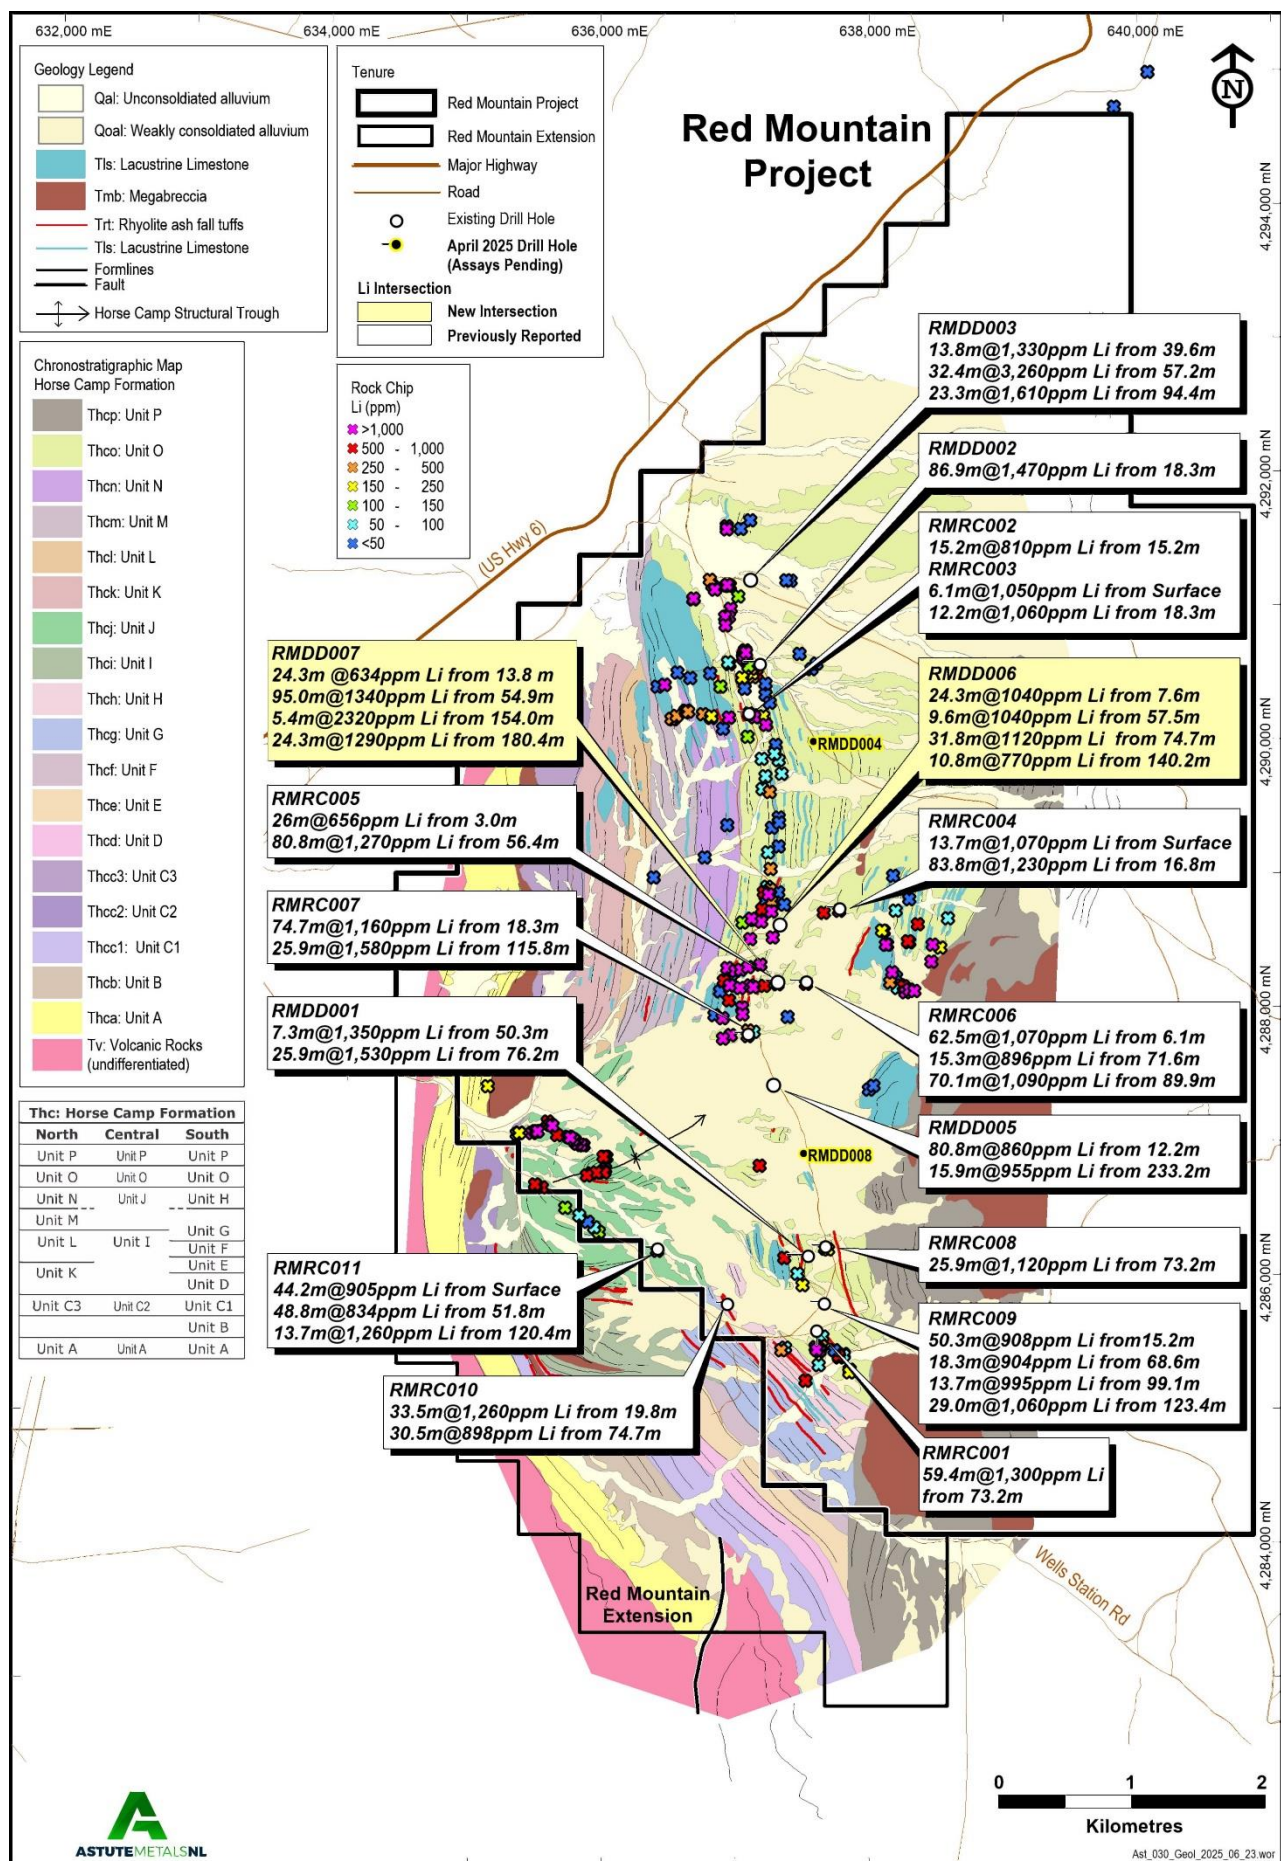 632,000 mE
634,000 mE
636,000 mE
638,000 mE
640,000 mE
Geology Legend
Qal: Unconsoldiated alluvium
Qoal: Weakly consoldiated alluvium
Tls: Lacustrine Limestone
Tmb: Megabreccia
Trt: Rhyolite ash fall tuffs
Tls: Lacustrine Limestone
Formlines
Fault
Horse Camp Structural Trough
Tenure
Red Mountain Project
Red Mountain Extension
Major Highway
Road
Existing Drill Hole
April 2025 Drill Hole
(Assays Pending)
Li Intersection
New Intersection
Previously Reported
Red Mountain
Project
N
4,294,000 mN
4,292,000 mN
4,290,000 mN
4,288,000 mN
4,286,000 mN
4,284,000 mN
Chronostratigraphic Map
Horse Camp Formation
Thcp: Unit P
Thco: Unit O
Thcn: Unit N
Thcm: Unit M
Thcl: Unit L
Thck: Unit K
Thcj: Unit J
Thci: Unit I
Thch: Unit H
Thcg: Unit G
Thcf: Unit F
Thce: Unit E
Thcd: Unit D
Thcc3: Unit C3
Thcc2: Unit C2
Thcc1: Unit C1
Thcb: Unit B
Thca: Unit A
Tv: Volcanic Rocks
(undifferentiated)
Rock Chip
Li (ppm)
>1,000
500 - 1,000
250 - 500
150 - 250
100 - 150
50 - 100
<50
(US Hwy 6)
RMDD003
13.8m@1,330ppm Li from 39.6m
32.4m@3,260ppm Li from 57.2m
23.3m@1,610ppm Li from 94.4m
RMDD002
86.9m@1,470ppm Li from 18.3m
RMRC002
15.2m@810ppm Li from 15.2m
RMRC003
6.1m@1,050ppm Li from Surface
12.2m@1,060ppm Li from 18.3m
RMDD007
24.3m @634ppm Li from 13.8 m
95.0m@1340ppm Li from 54.9m
5.4m@2320ppm Li from 154.0m
24.3m@1290ppm Li from 180.4m
RMDD006
24.3m@1040ppm Li from 7.6m
9.6m@1040ppm Li from 57.5m
31.8m@1120ppm Li from 74.7m
10.8m@770ppm Li from 140.2m
RMDD004
RMRC005
26m@656ppm Li from 3.0m
80.8m@1,270ppm Li from 56.4m
RMRC004
13.7m@1,070ppm Li from Surface
83.8m@1,230ppm Li from 16.8m
RMRC007
74.7m@1,160ppm Li from 18.3m
25.9m@1,580ppm Li from 115.8m
RMDD001
7.3m@1,350ppm Li from 50.3m
25.9m@1,530ppm Li from 76.2m
RMRC006
62.5m@1,070ppm Li from 6.1m
15.3m@896ppm Li from 71.6m
70.1m@1,090ppm Li from 89.9m
RMDD005
80.8m@860ppm Li from 12.2m
15.9m@955ppm Li from 233.2m
RMDD008
RMRC008
25.9m@1,120ppm Li from 73.2m
RMRC011
44.2m@905ppm Li from Surface
48.8m@834ppm Li from 51.8m
13.7m@1,260ppm Li from 120.4m
RMRC009
50.3m@908ppm Li from15.2m
18.3m@904ppm Li from 68.6m
13.7m@995ppm Li from 99.1m
29.0m@1,060ppm Li from 123.4m
RMRC010
33.5m@1,260ppm Li from 19.8m
30.5m@898ppm Li from 74.7m
RMRC001
59.4m@1,300ppm Li
from 73.2m
Thc: Horse Camp Formation
North Central South
Unit P Unit P Unit P
Unit O Unit O Unit O
Unit N Unit J Unit H
Unit M
Unit G
Unit L Unit I
Unit F
Unit E
Unit K
Unit D
Unit C3 Unit C2 Unit C1
Unit B
Unit A Unit A Unit A
Red Mountain
Extension
Wells Station Rd
0 1 2
Kilometres
ASTUTEMETALSNL
Ast_030_Geol_2025_06_23.wor